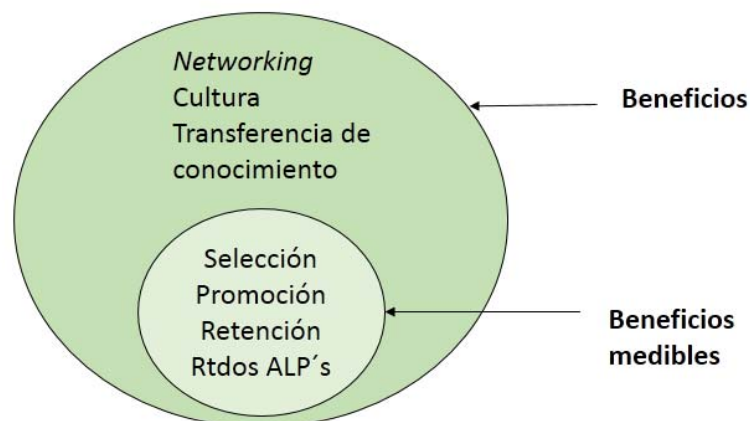 Networking
Cultura
Transferencia de
conocimiento
Beneficios
Selección
Promoción
Retención
Rtdos ALP´s
Beneficios
medibles